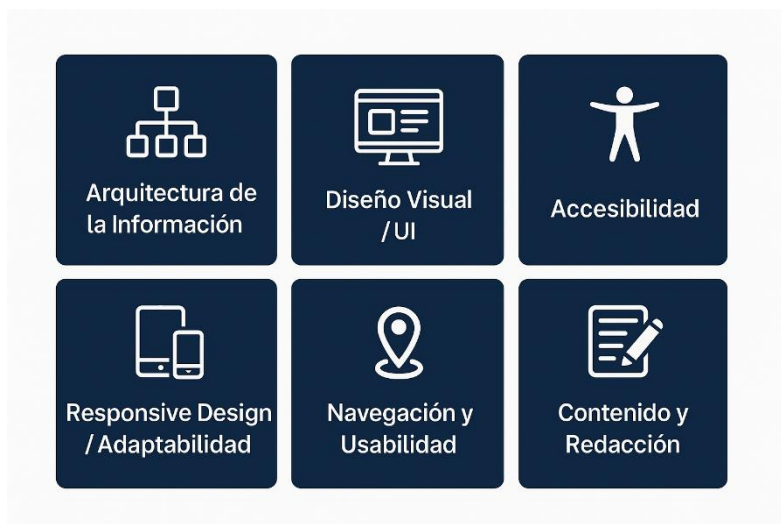 Arquitectura de
la Información
Diseño Visual
/ UI
Accesibilidad
Responsive Design
/ Adaptabilidad
Navegación y
Usabilidad
Contenido y
Redacción